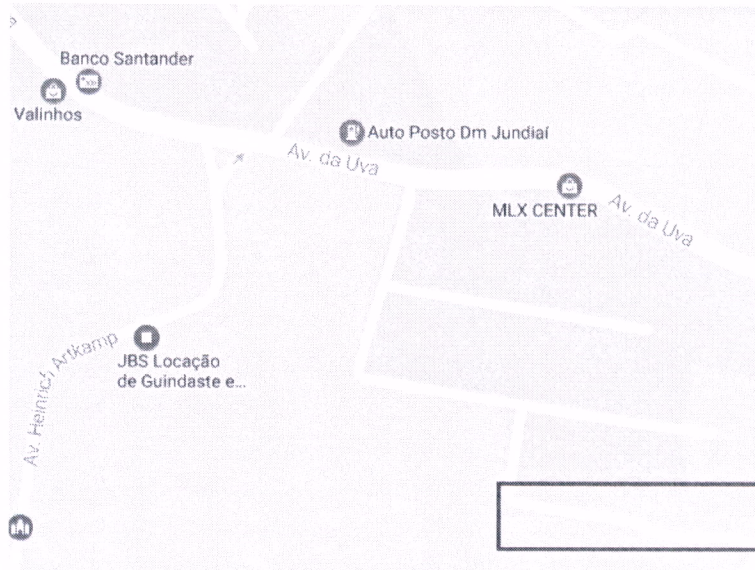 Banco Santander
Valinhos
Auto Posto Dm Jundiaí
Av. da Uva
MLX CENTER
Av. da Uva
Av. Heinrich Artkamp
JBS Locação
de Guindaste e...